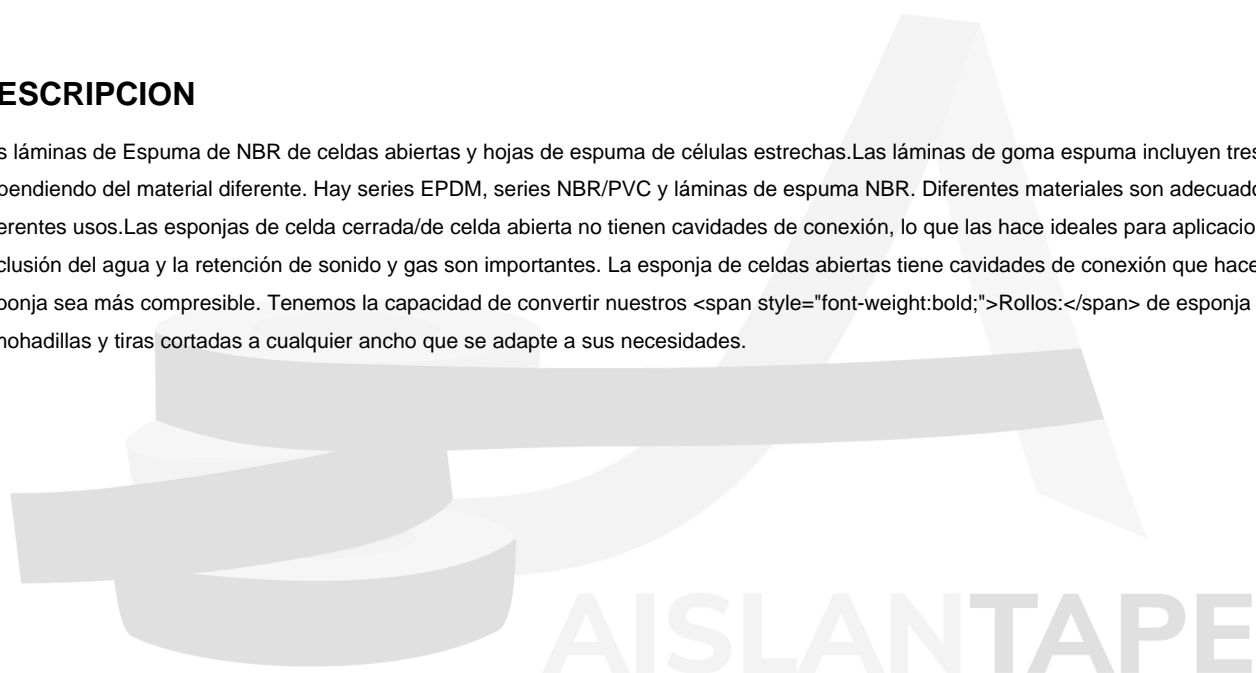 ESCRIPCION
s láminas de Espuma de NBR de celdas abiertas y hojas de espuma de células estrechas.Las láminas de goma espuma incluyen tres
pendiendo del material diferente. Hay series EPDM, series NBR/PVC y láminas de espuma NBR. Diferentes materiales son adecuado
erentes usos.Las esponjas de celda cerrada/de celda abierta no tienen cavidades de conexión, lo que las hace ideales para aplicacio
clusión del agua y la retención de sonido y gas son importantes. La esponja de celdas abiertas tiene cavidades de conexión que hace
ponja sea más compresible. Tenemos la capacidad de convertir nuestros <span style="font-weight:bold;">Rollos:</span> de esponja
mohadillas y tiras cortadas a cualquier ancho que se adapte a sus necesidades.
AISLANTAPE